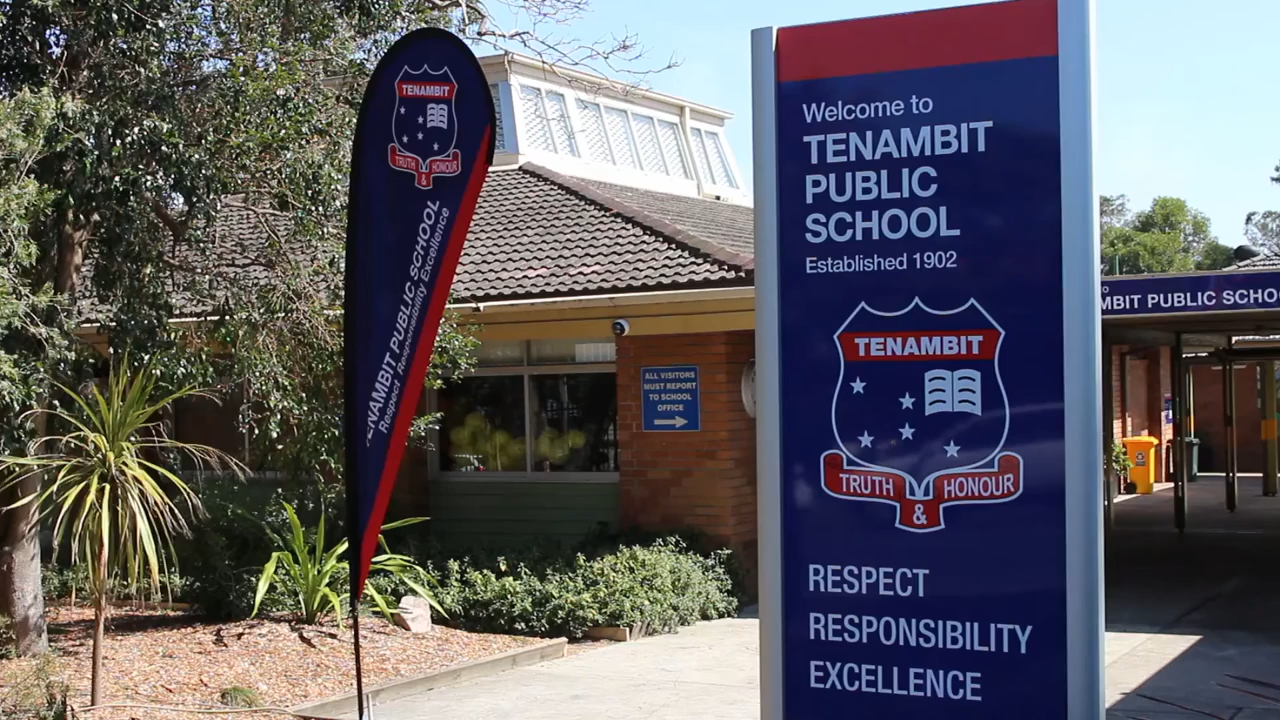 TENAMBIT
TRUTH & HONOUR
TENAMBIT PUBLIC SCHOOL
Respect Responsibility Excellence
ALL VISITORS
MUST REPORT
TO SCHOOL
OFFICE
Welcome to
TENAMBIT
PUBLIC
SCHOOL
Established 1902
TENAMBIT
TRUTH & HONOUR
RESPECT
RESPONSIBILITY
EXCELLENCE
MBIT PUBLIC SCHO